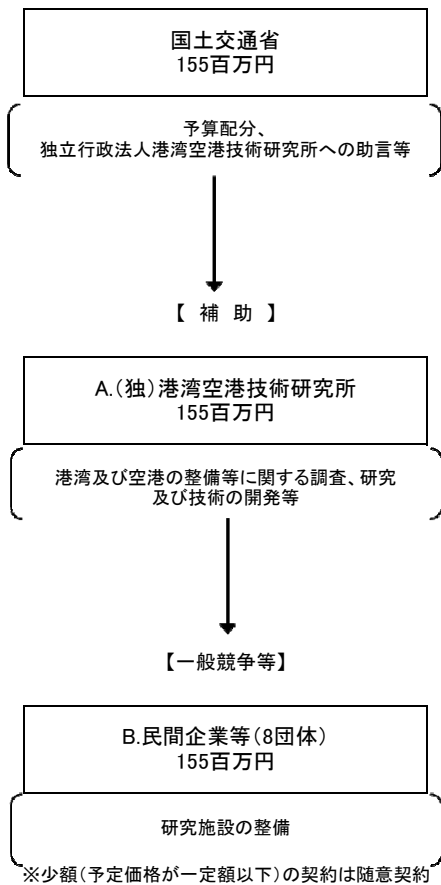 国土交通省
155百万円
予算配分、
独立行政法人港湾空港技術研究所への助言等
【 補 助 】
A.(独)港湾空港技術研究所
155百万円
港湾及び空港の整備等に関する調査、研究
及び技術の開発等
【一般競争等】
B.民間企業等(8団体)
155百万円
研究施設の整備
※少額(予定価格が一定額以下)の契約は随意契約